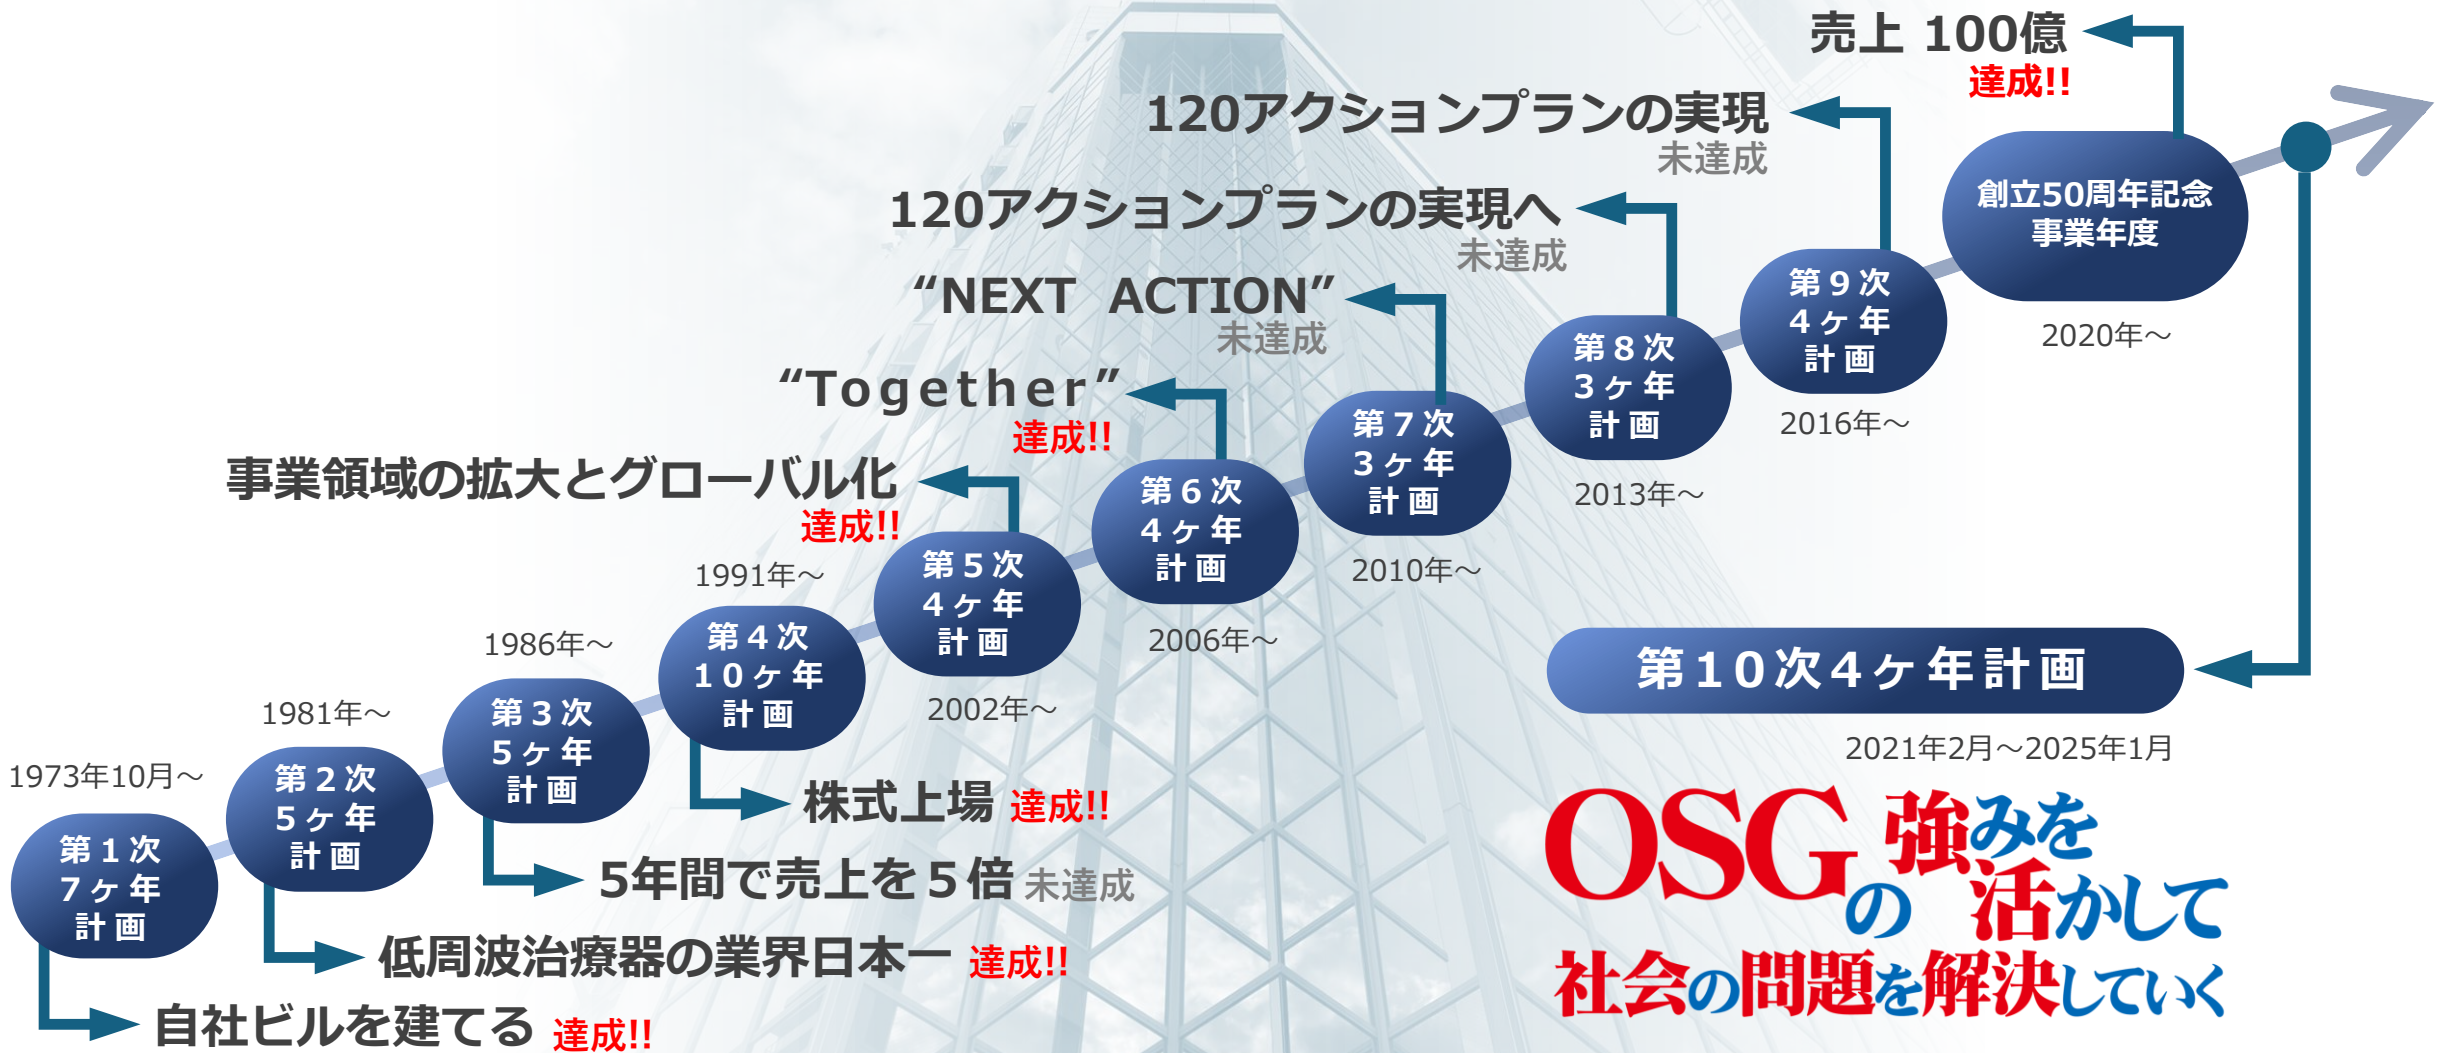 1973年10月～
第１次
７ヶ年
計画
自社ビルを建てる 達成!!
1981年～
第２次
５ヶ年
計画
低周波治療器の業界日本一 達成!!
1986年～
第３次
５ヶ年
計画
5年間で売上を５倍 未達成
1991年～
第４次
１０ヶ年
計画
株式上場 達成!!
事業領域の拡大とグローバル化
達成!!
第５次
４ヶ年
計画
2002年～
“Together”
達成!!
第６次
４ヶ年
計画
2006年～
“NEXT ACTION”
未達成
第７次
３ヶ年
計画
2010年～
120アクションプランの実現へ
未達成
第８次
３ヶ年
計画
2013年～
120アクションプランの実現
未達成
第９次
４ヶ年
計画
2016年～
売上 100億
達成!!
創立50周年記念
事業年度
2020年～
第１０次４ヶ年計画
2021年2月～2025年1月
OSGの強みを
活かして
社会の問題を解決していく